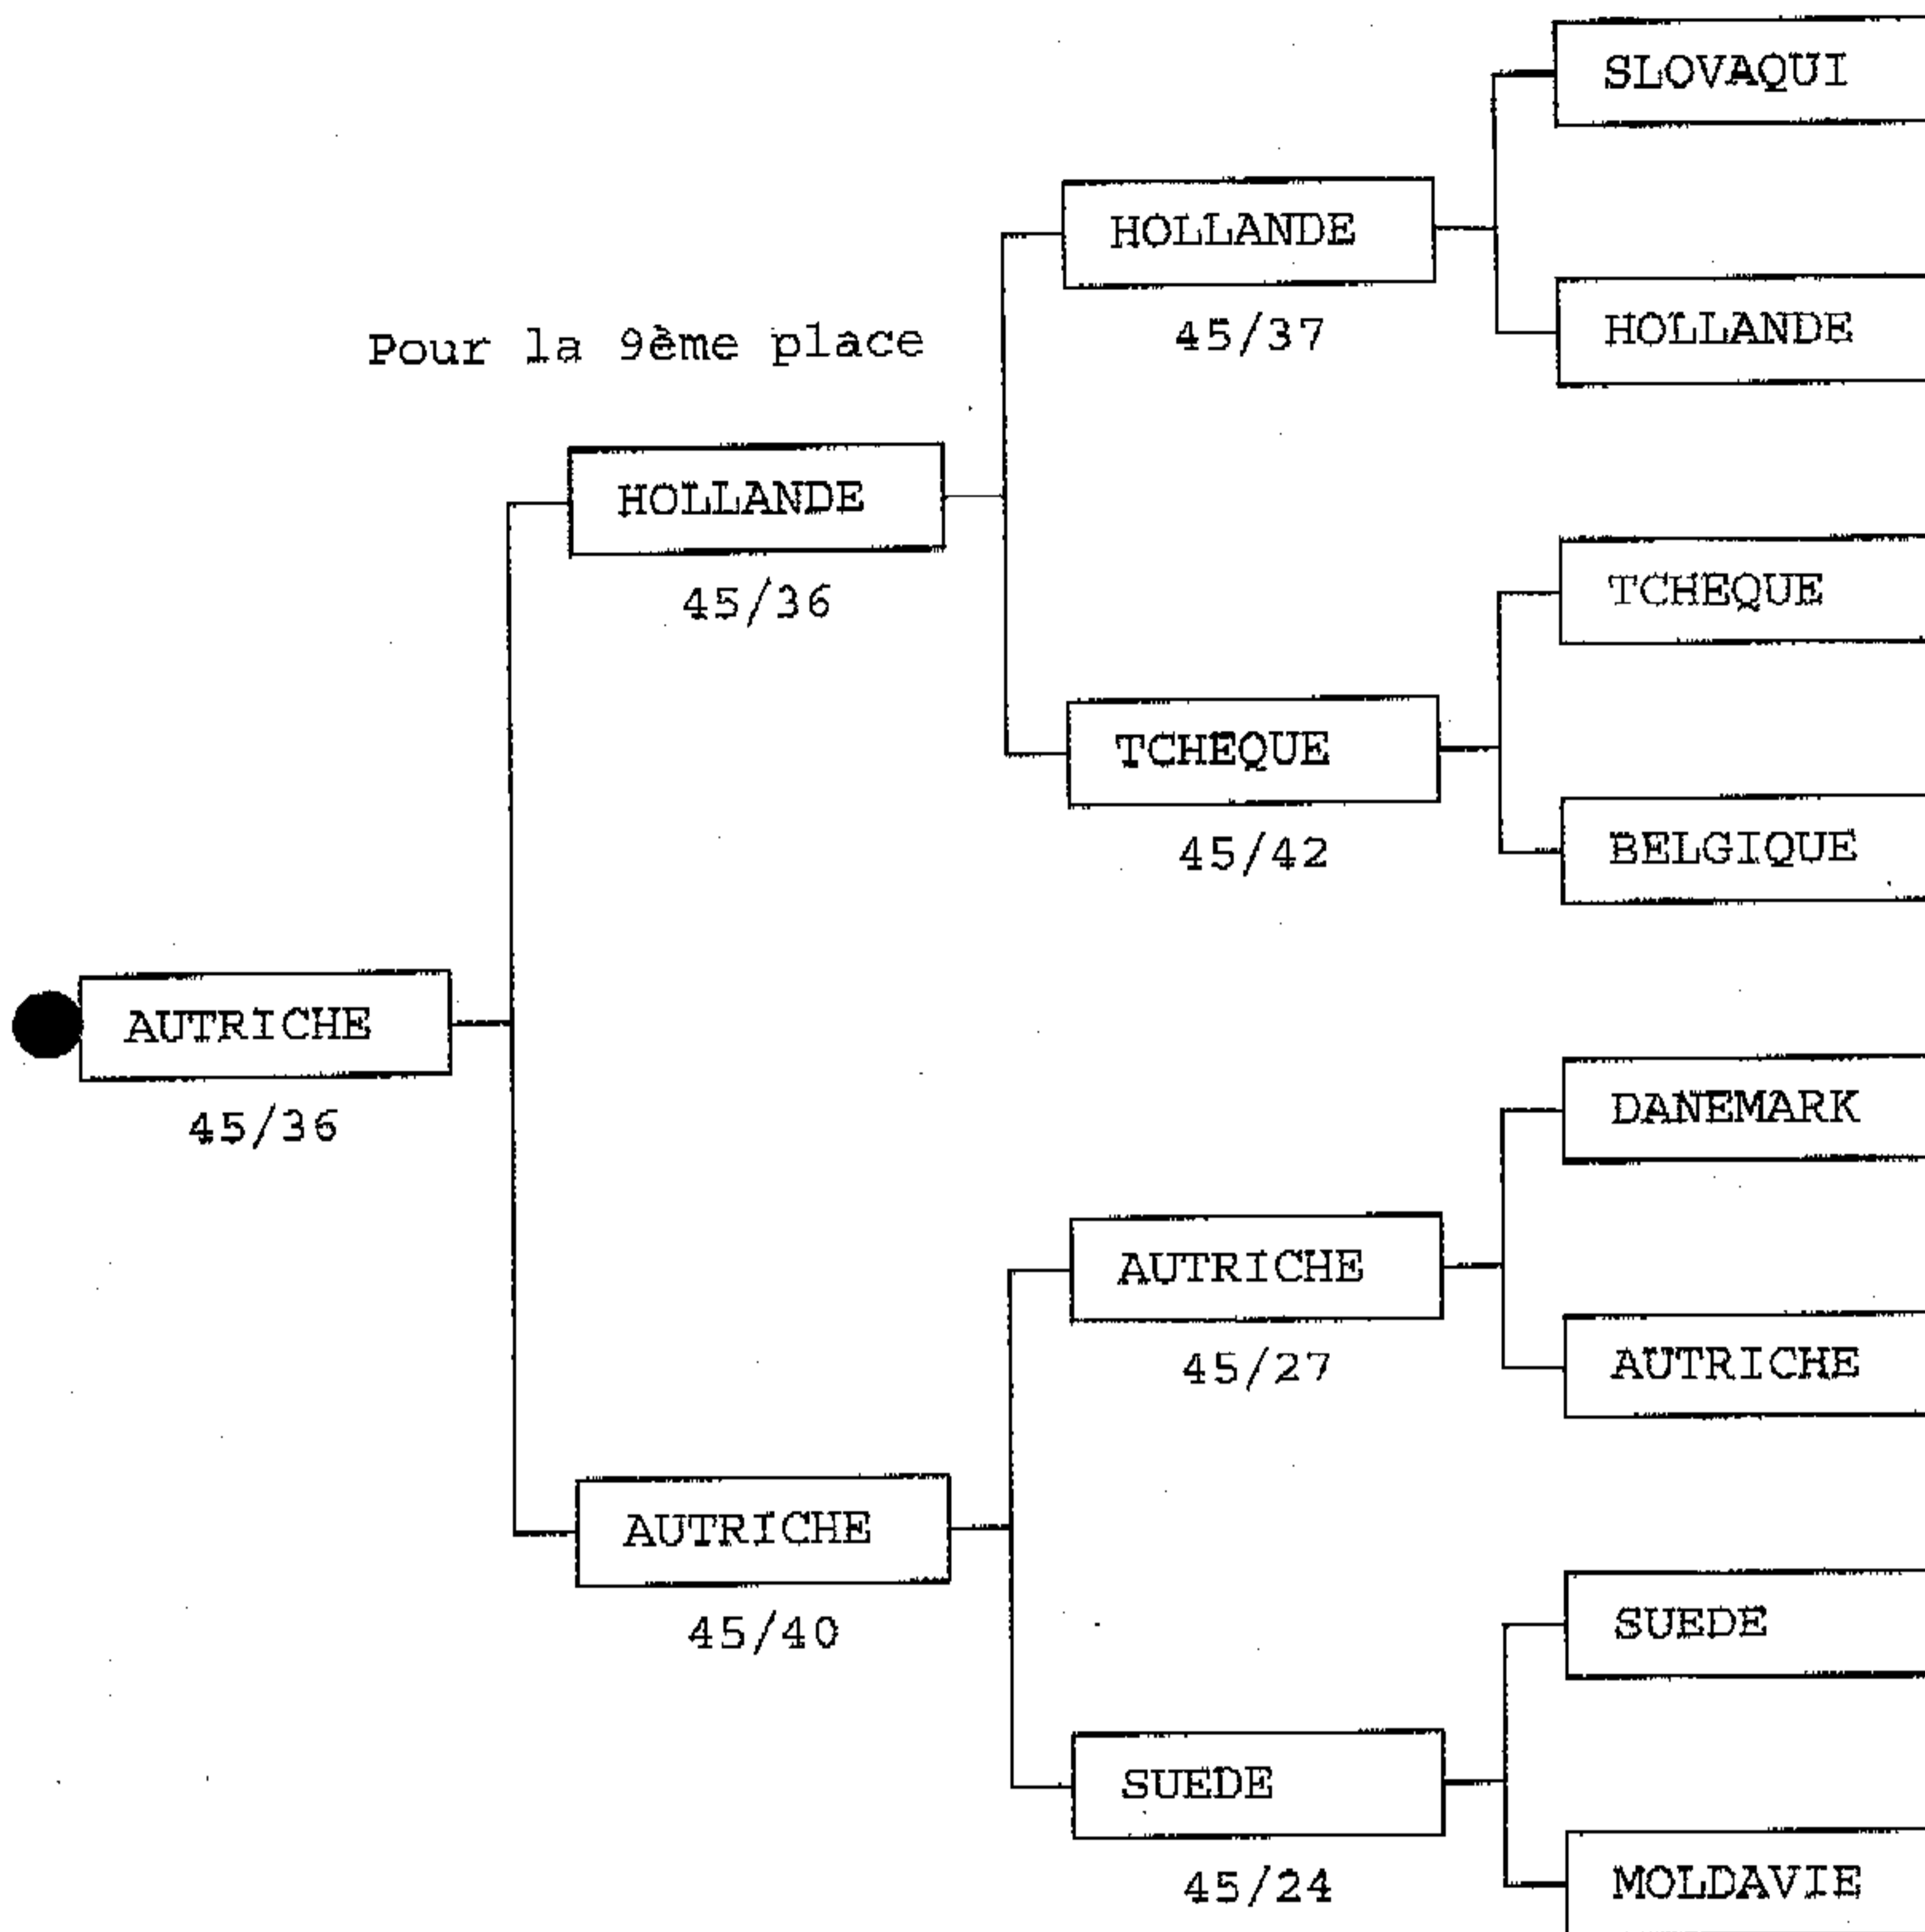 SLOVAQUI
HOLLANDE
45/37
HOLLANDE
Pour la 9ème place
HOLLANDE
45/36
TCHEQUE
TCHEQUE
45/42
BELGIQUE
AUTRICHE
45/36
DANEMARK
AUTRICHE
45/27
AUTRICHE
AUTRICHE
45/40
SUEDE
SUEDE
45/24
MOLDAVIE